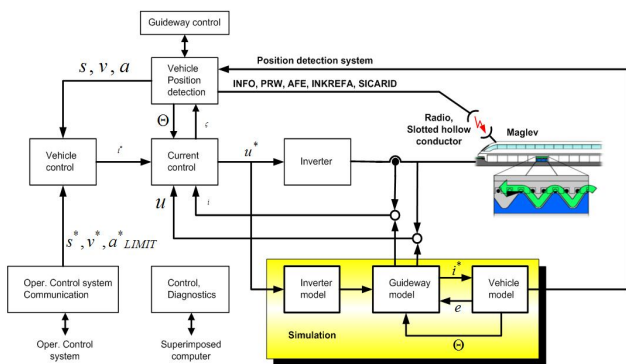 Guideway control
Vehicle
Position
detection
s, v, a
Position detection system
INFO, PRW, AFE, INKREFA, SICARID
Radio,
Slotted hollow
conductor
Maglev
Θ
ς
Vehicle
control
i*
Current
control
u*
Inverter
u
i
s*, v*, a*LIMIT
Oper. Control system
Communication
Control,
Diagnostics
Inverter
model
Guideway
model
i*
e
Vehicle
model
Θ
Simulation
Oper. Control
system
Superimposed
computer